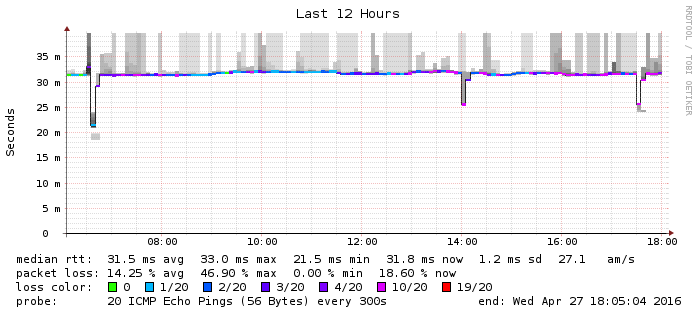 Last 12 Hours
RRDTOOL / TOBI OETIKER
Seconds
35 m
30 m
25 m
20 m
15 m
10 m
5 m
0
08:00 10:00 12:00 14:00 16:00 18:00
median rtt: 31.5 ms avg 33.0 ms max 21.5 ms min 31.8 ms now 1.2 ms sd 27.1 am/s
packet loss: 14.25 % avg 46.90 % max 0.00 % min 18.60 % now
loss color: 0 1/20 2/20 3/20 4/20 10/20 19/20
probe: 20 ICMP Echo Pings (56 Bytes) every 300s end: Wed Apr 27 18:05:04 2016